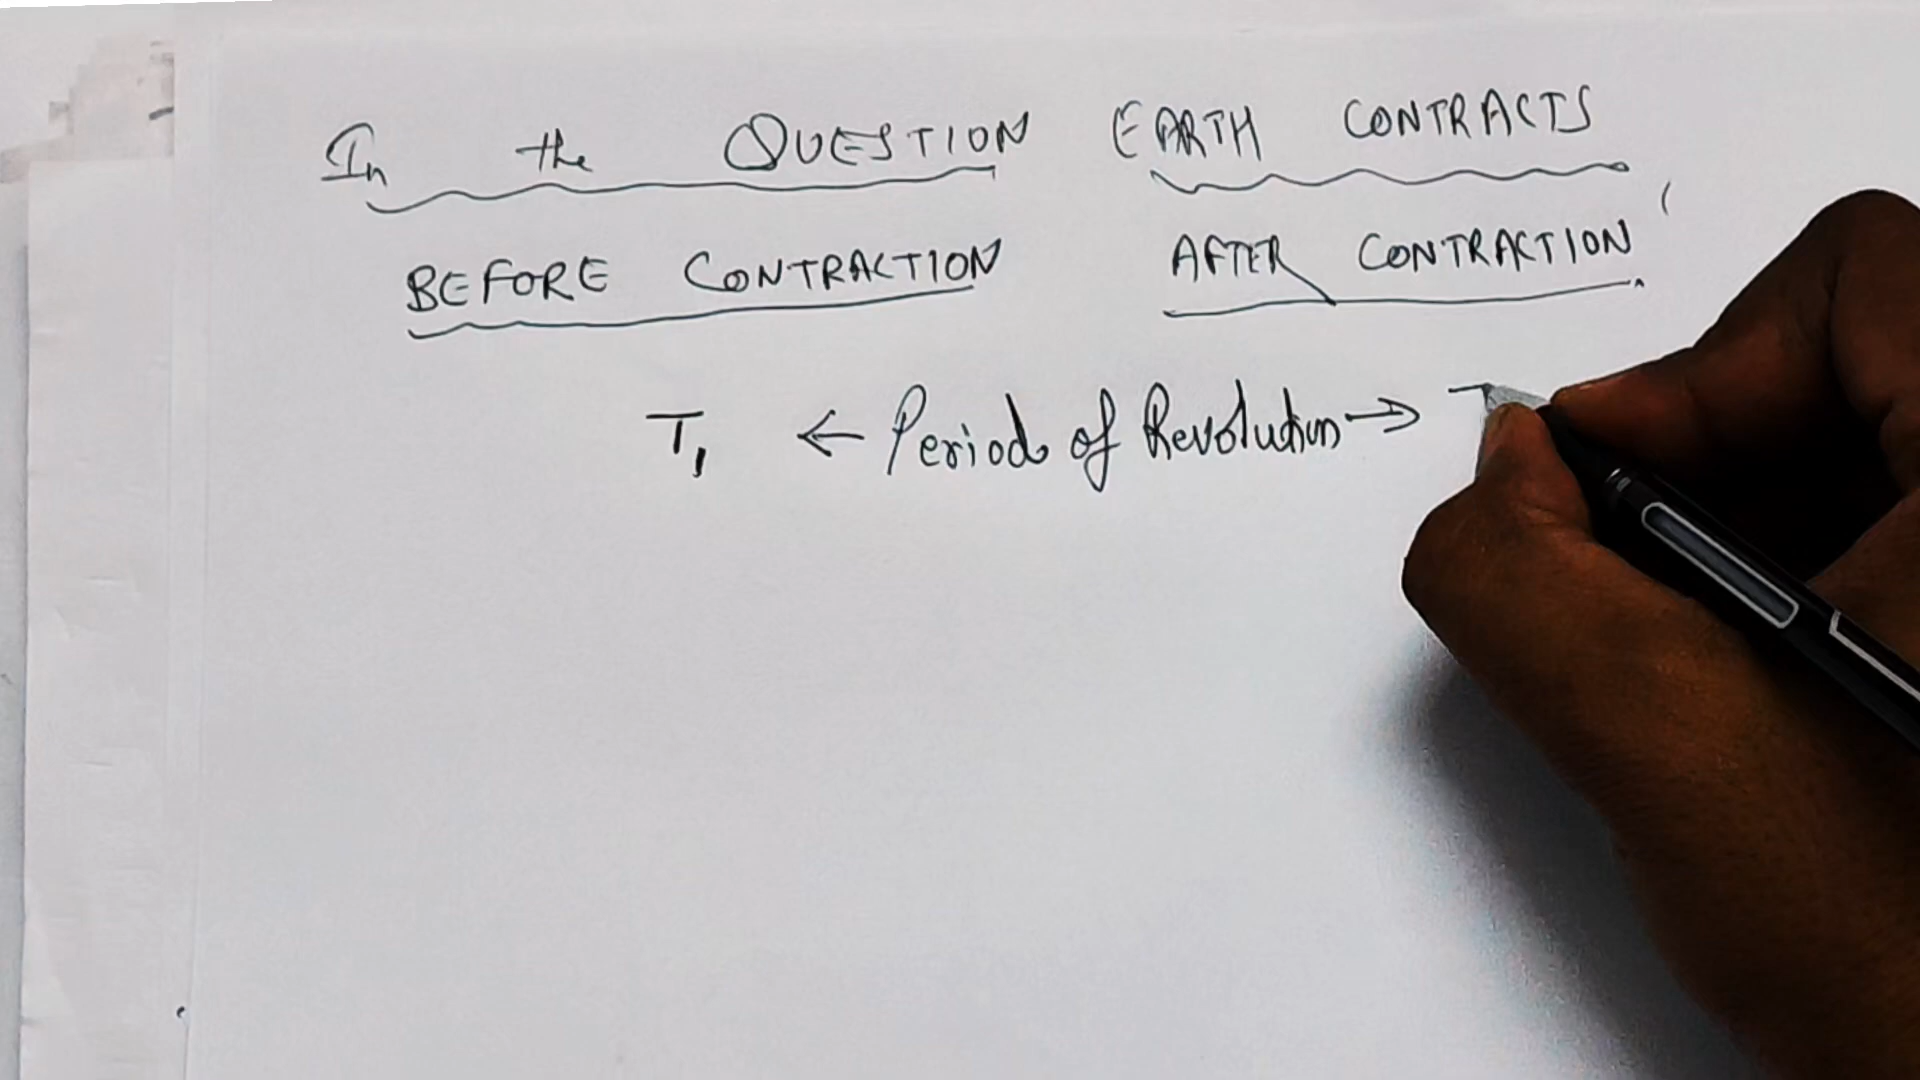 In the QUESTION EARTH CONTRACTS
BEFORE CONTRACTION AFTER CONTRACTION
T1 ← Period of Revolution → T